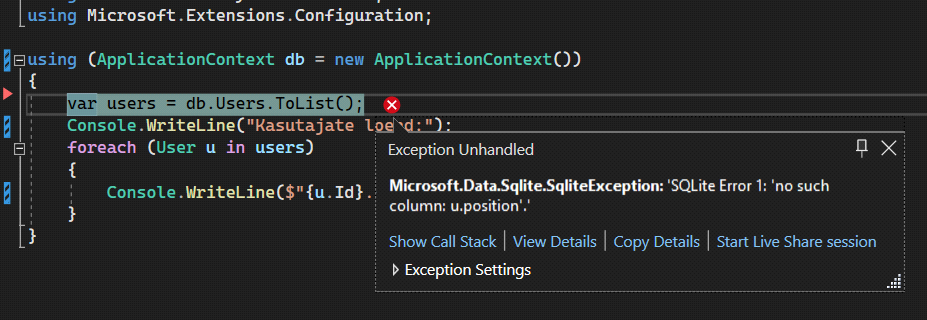 using Microsoft.Extensions.Configuration;
using (ApplicationContext db = new ApplicationContext())
{
var users = db.Users.ToList();
Console.WriteLine("Kasutajate loe d:");
foreach (User u in users)
{
Console.WriteLine($"{u.Id}.
}
}
Exception Unhandled
Microsoft.Data.Sqlite.SqliteException: 'SQLite Error 1: 'no such
column: u.position'.'
Show Call Stack | View Details | Copy Details | Start Live Share session
Exception Settings